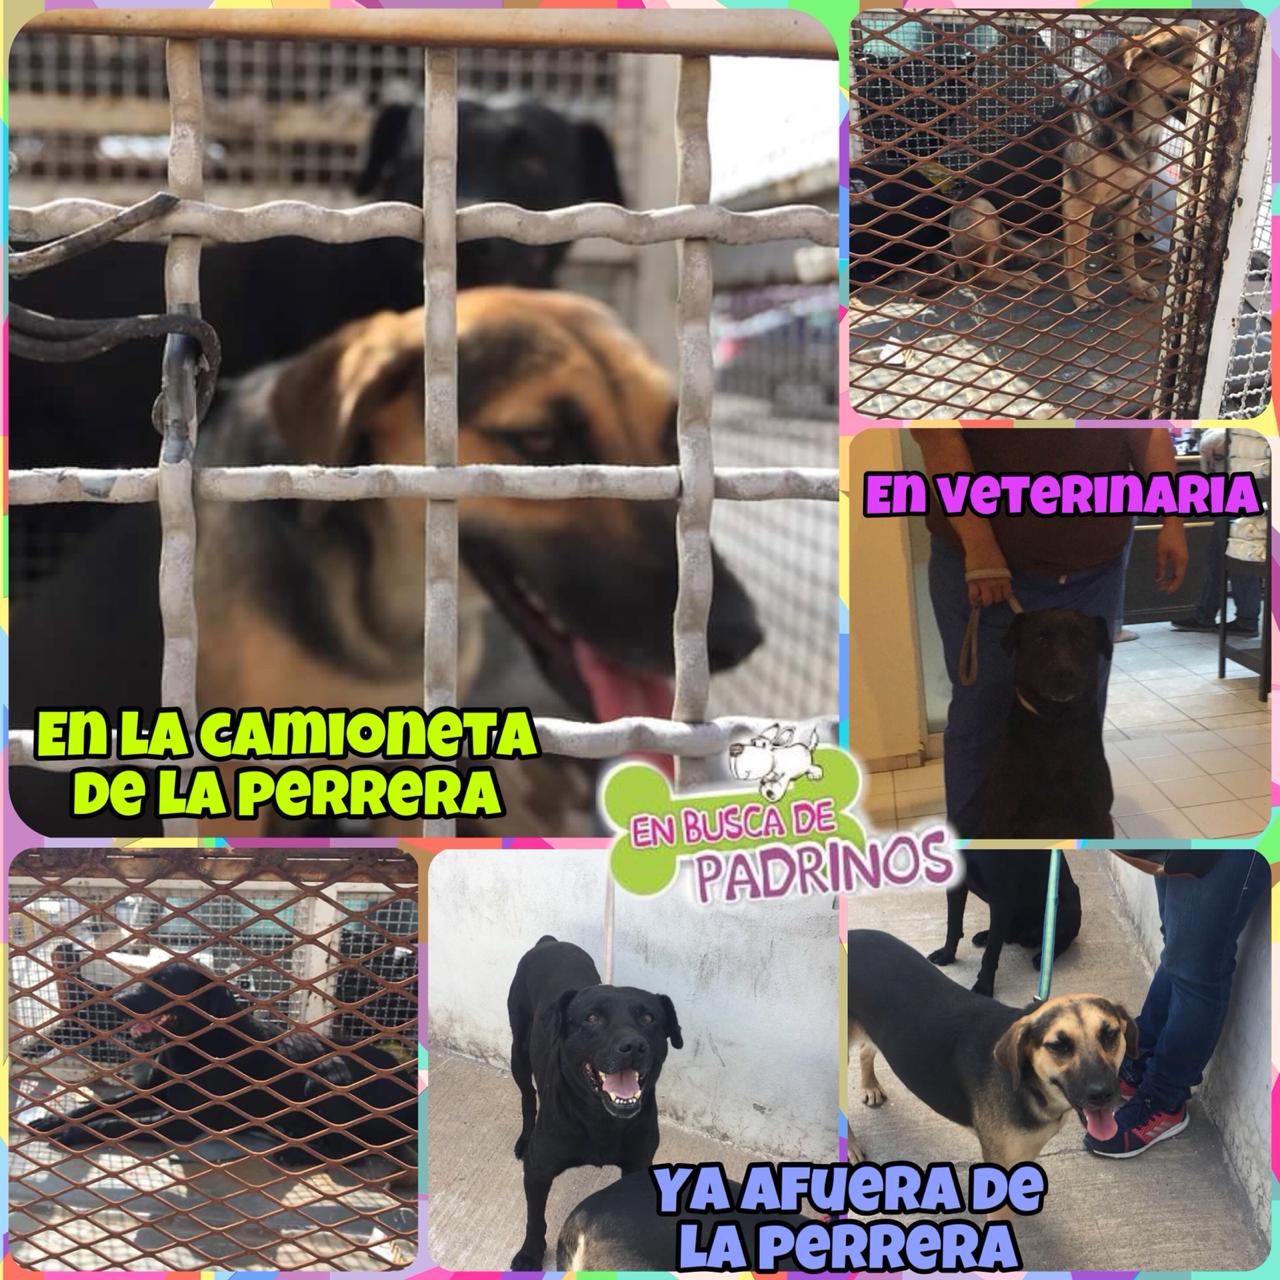 En veterinaria
En la camioneta
de la perrera
EN BUSCA DE
PADRINOS
Ya afuera de
la perrera